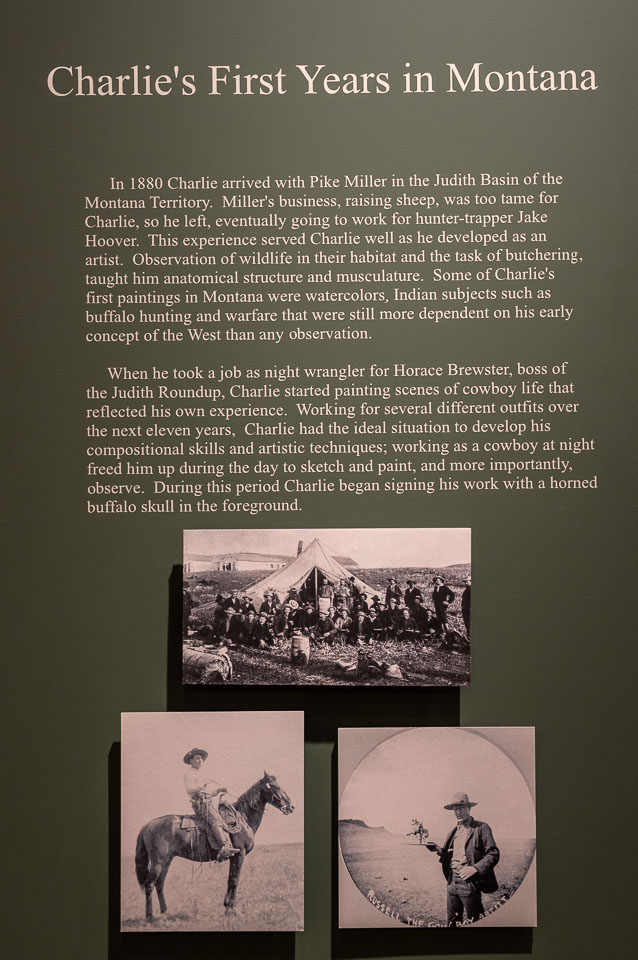 Charlie's First Years in Montana
In 1880 Charlie arrived with Pike Miller in the Judith Basin of the
Montana Territory. Miller's business, raising sheep, was too tame for
Charlie, so he left, eventually going to work for hunter-trapper Jake
Hoover. This experience served Charlie well as he developed as an
artist. Observation of wildlife in their habitat and the task of butchering,
taught him anatomical structure and musculature. Some of Charlie's
first paintings in Montana were watercolors, Indian subjects such as
buffalo hunting and warfare that were still more dependent on his early
concept of the West than any observation.
When he took a job as night wrangler for Horace Brewster, boss of
the Judith Roundup, Charlie started painting scenes of cowboy life that
reflected his own experience. Working for several different outfits over
the next eleven years, Charlie had the ideal situation to develop his
compositional skills and artistic techniques; working as a cowboy at night
freed him up during the day to sketch and paint, and more importantly,
observe. During this period Charlie began signing his work with a horned
buffalo skull in the foreground.
RUSSELL THE COWBOY ARTIST